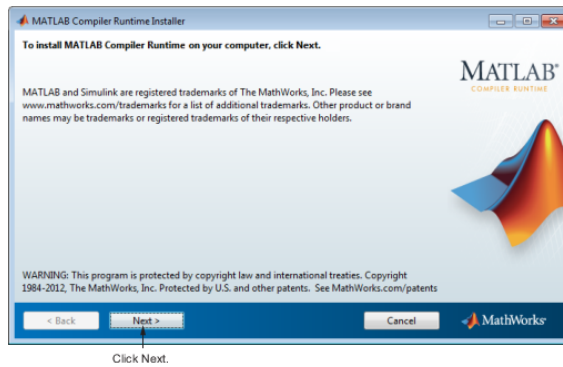 MATLAB Compiler Runtime Installer
To install MATLAB Compiler Runtime on your computer, click Next.
MATLAB®
COMPILER RUNTIME
MATLAB and Simulink are registered trademarks of The MathWorks, Inc. Please see
www.mathworks.com/trademarks for a list of additional trademarks. Other product or brand
names may be trademarks or registered trademarks of their respective holders.
WARNING: This program is protected by copyright law and international treaties. Copyright
1984-2012, The MathWorks, Inc. Protected by U.S. and other patents. See MathWorks.com/patents
< Back
Next >
Cancel
MathWorks®
Click Next.